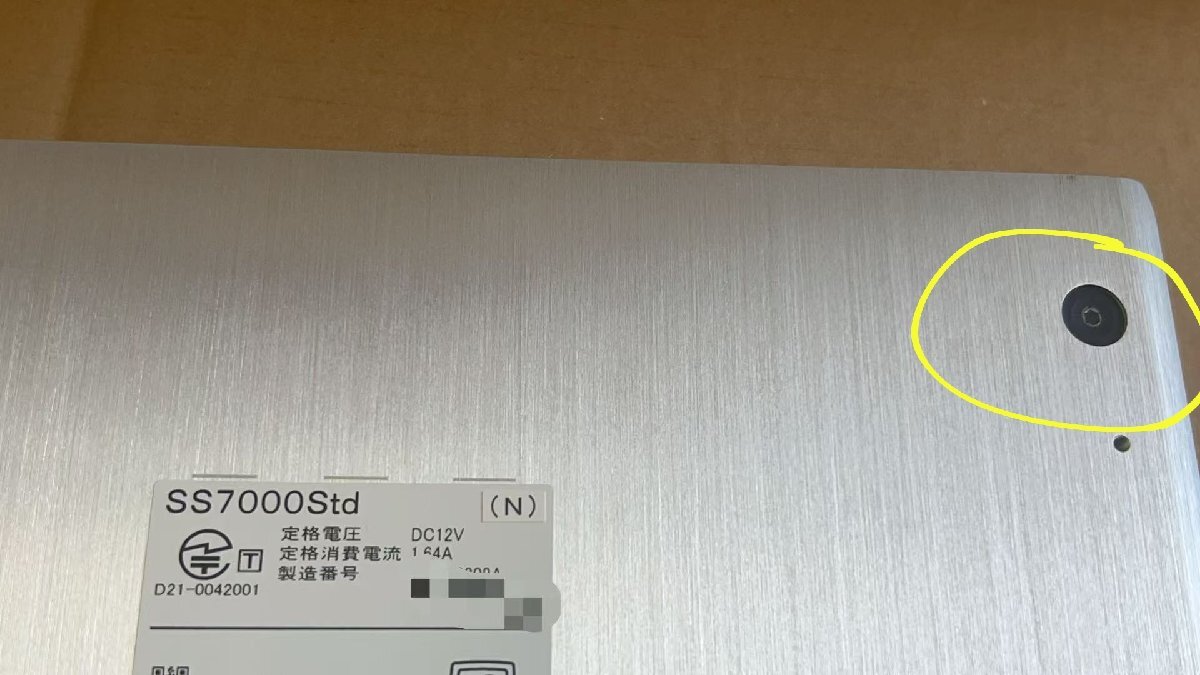 SS7000Std
(N)
定格電圧 DC12V
定格消費電流 1.64A
製造番号
T
D21-0042001